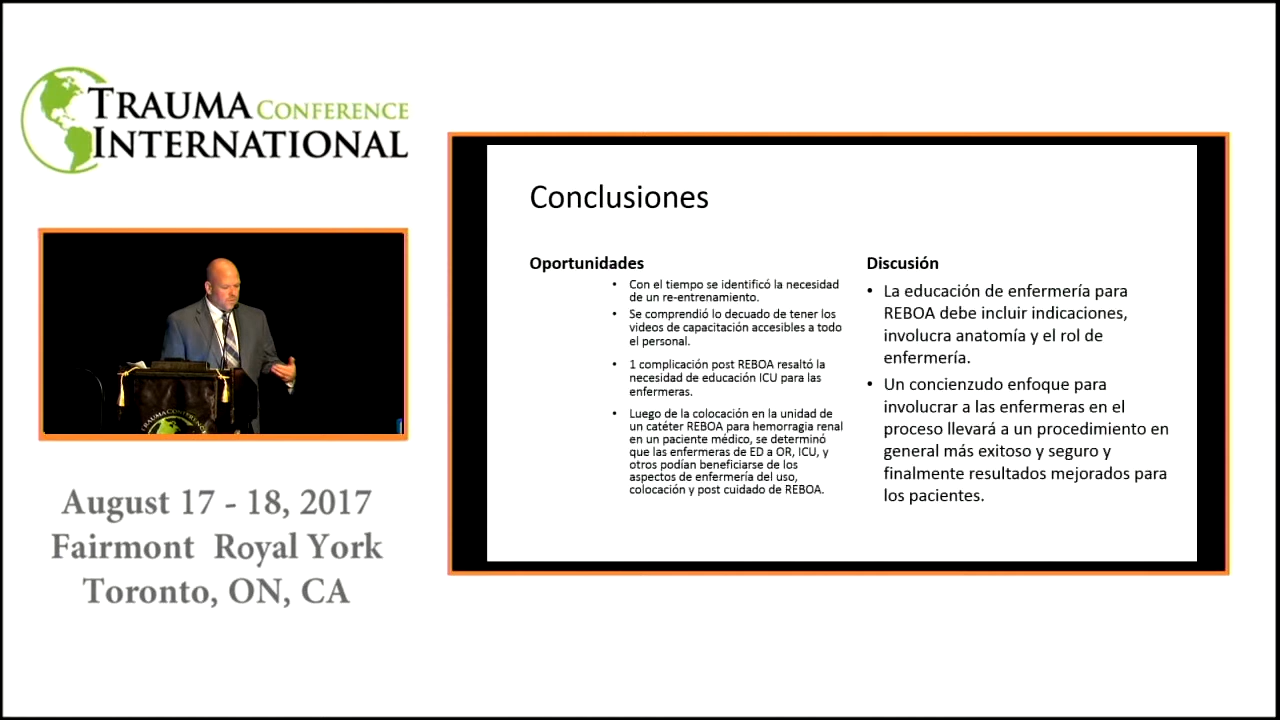 TRAUMA CONFERENCE
INTERNATIONAL
August 17 - 18, 2017
Fairmont Royal York
Toronto, ON, CA
TRAUMA CONFERENCE
Conclusiones
Oportunidades
• Con el tiempo se identificó la necesidad
de un re-entrenamiento.
• Se comprendió lo decuado de tener los
videos de capacitación accesibles a todo
el personal.
• 1 complicación post REBOA resaltó la
necesidad de educación ICU para las
enfermeras.
• Luego de la colocación en la unidad de
un catéter REBOA para hemorragia renal
en un paciente médico, se determinó
que las enfermeras de ED a OR, ICU, y
otros podían beneficiarse de los
aspectos de enfermería del uso,
colocación y post cuidado de REBOA.
Discusión
• La educación de enfermería para
REBOA debe incluir indicaciones,
involucra anatomía y el rol de
enfermería.
• Un concienzudo enfoque para
involucrar a las enfermeras en el
proceso llevará a un procedimiento en
general más exitoso y seguro y
finalmente resultados mejorados para
los pacientes.